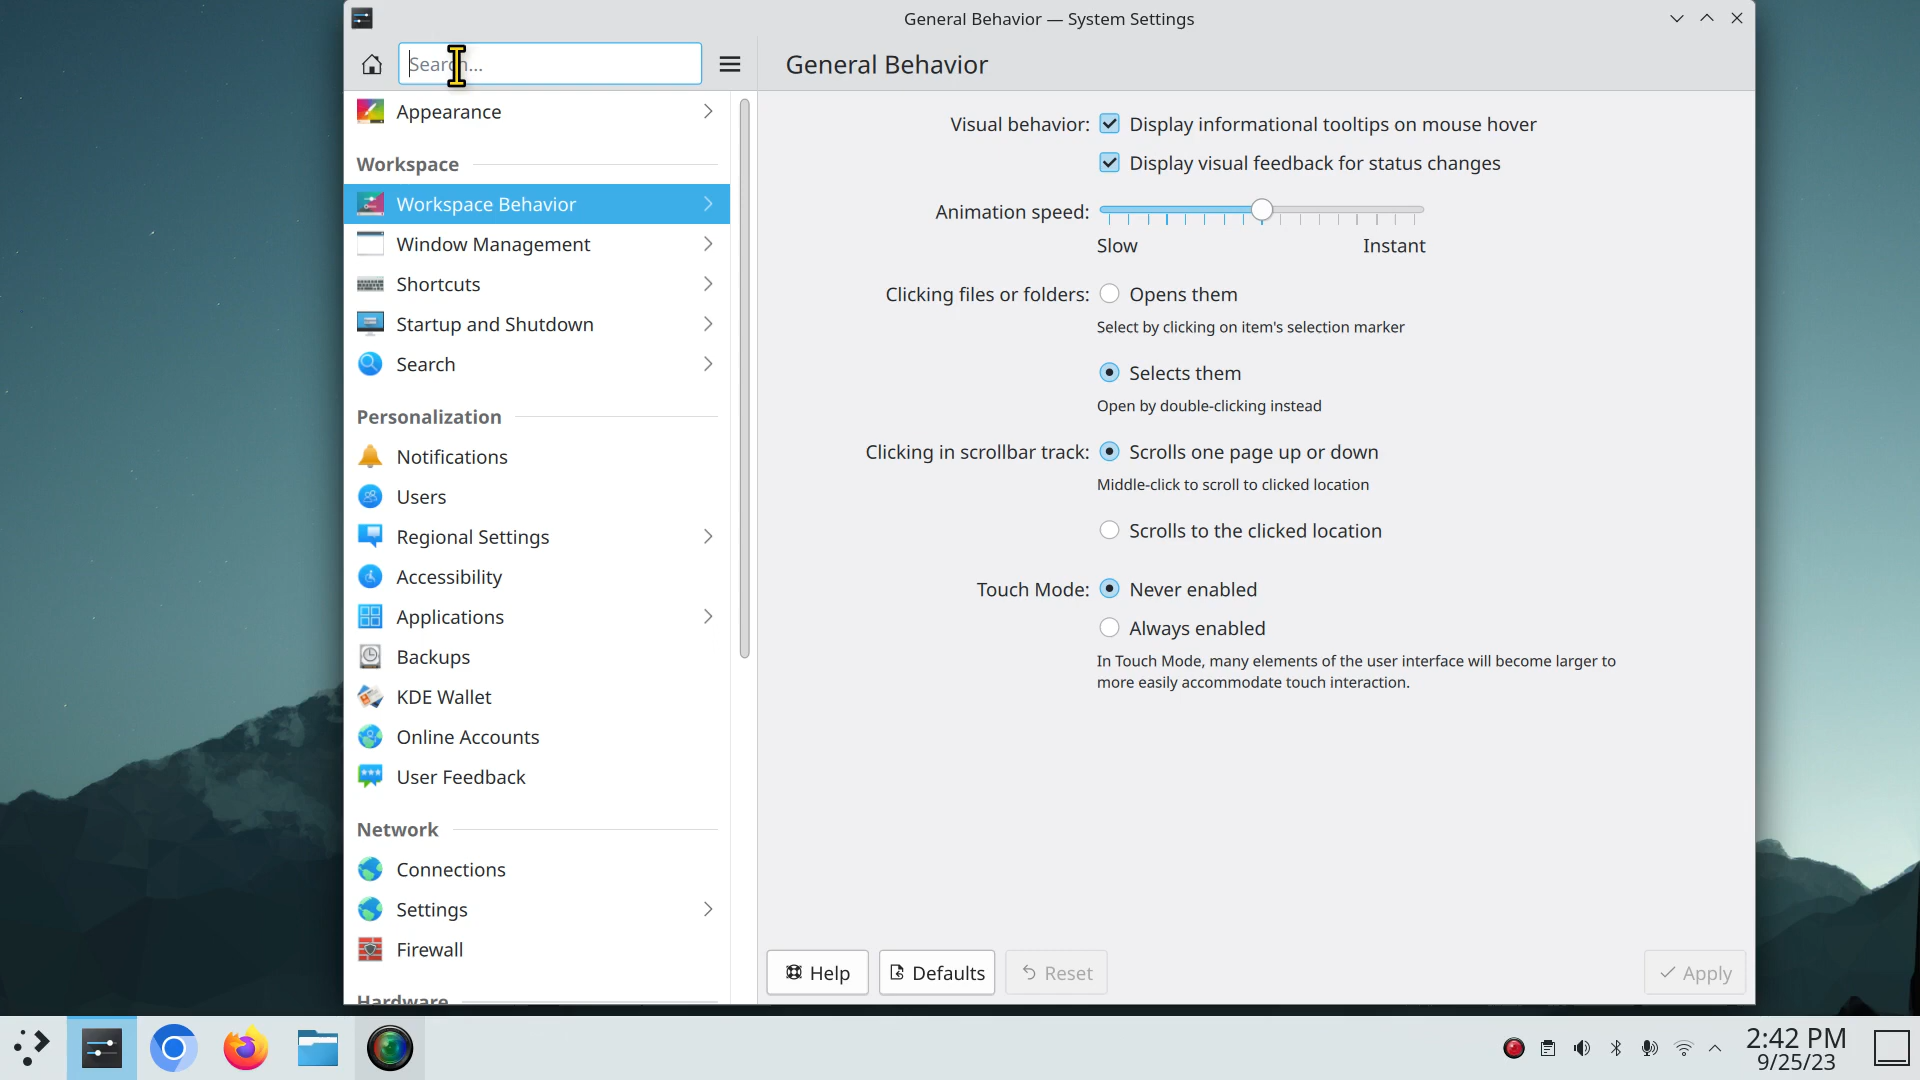 General Behavior — System Settings
Search...
General Behavior
Appearance
Workspace
Workspace Behavior
Window Management
Shortcuts
Startup and Shutdown
Search
Personalization
Notifications
Users
Regional Settings
Accessibility
Applications
Backups
KDE Wallet
Online Accounts
User Feedback
Network
Connections
Settings
Firewall
Hardware
Visual behavior: Display informational tooltips on mouse hover
Display visual feedback for status changes
Animation speed:
Slow Instant
Clicking files or folders: Opens them
Select by clicking on item's selection marker
Selects them
Open by double-clicking instead
Clicking in scrollbar track: Scrolls one page up or down
Middle-click to scroll to clicked location
Scrolls to the clicked location
Touch Mode: Never enabled
Always enabled
In Touch Mode, many elements of the user interface will become larger to
more easily accommodate touch interaction.
Help Defaults Reset Apply
2:42 PM
9/25/23